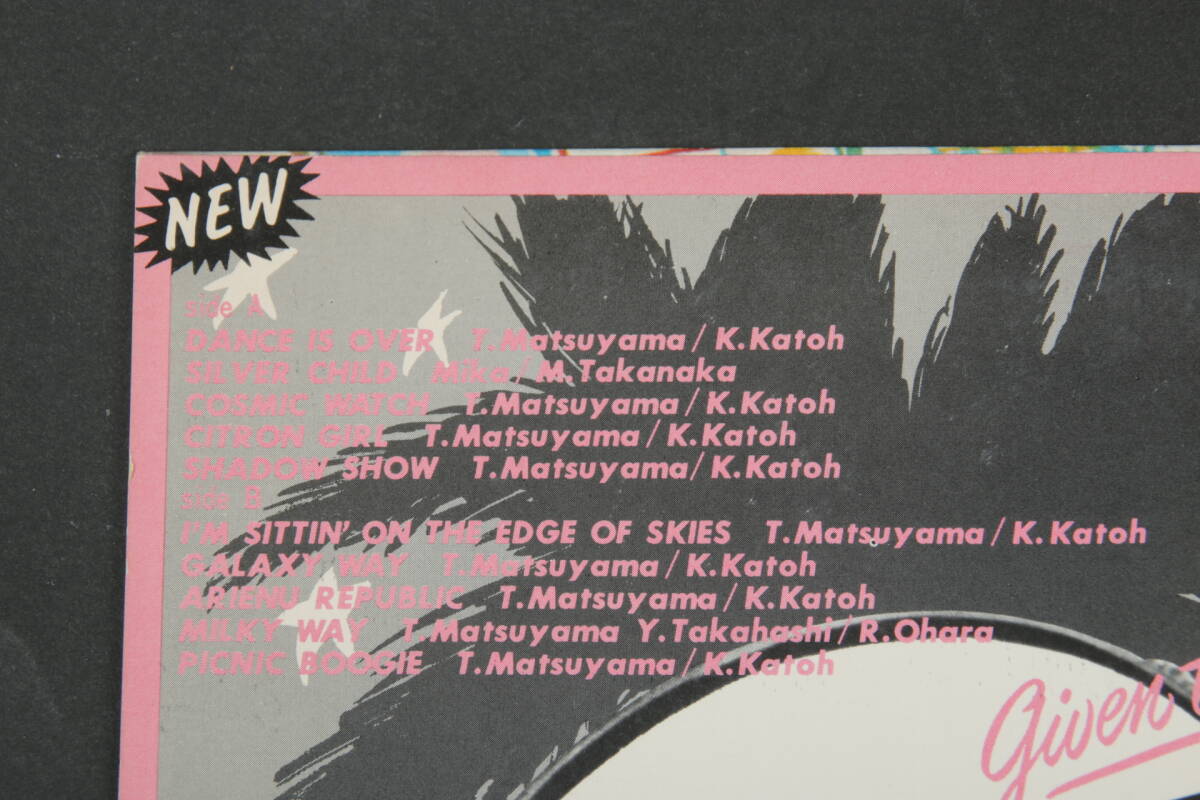 NEW
side A
DANCE IS OVER T.Matsuyama/K.Katoh
SILVER CHILD Mika/M.Takanaka
COSMIC WATCH T.Matsuyama/K.Katoh
CITRON GIRL T.Matsuyama/K.Katoh
SHADOW SHOW T.Matsuyama/K.Katoh
side B
I'M SITTIN' ON THE EDGE OF SKIES T.Matsuyama/K.Katoh
GALAXY WAY T.Matsuyama/K.Katoh
ARIENU REPUBLIC T.Matsuyama/K.Katoh
MILKY WAY T.Matsuyama Y.Takahashi/R.Ohara
PICNIC BOOGIE T.Matsuyama/K.Katoh
Given